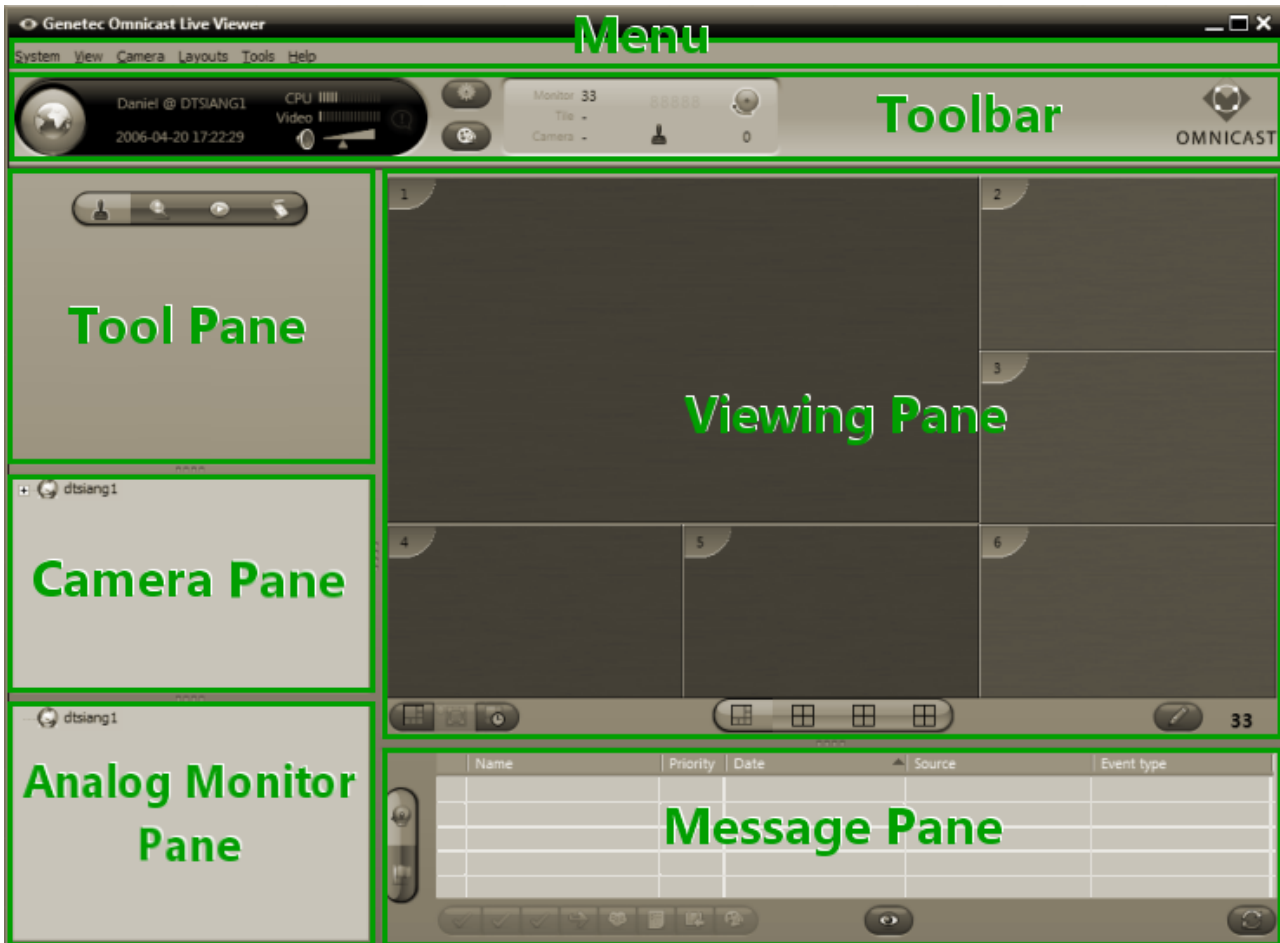 Genetec Omnicast Live Viewer
Menu
System View Camera Layouts Tools Help
Daniel @ DTSIANG1
CPU
Video
2006-04-20 17:22:29
Monitor 33
Tile -
Camera -
88888
0
Toolbar
OMNICAST
Tool Pane
1
2
3
Viewing Pane
4
5
6
dtsiang1
Camera Pane
33
dtsiang1
Analog Monitor
Pane
Name Priority Date Source Event type
Message Pane